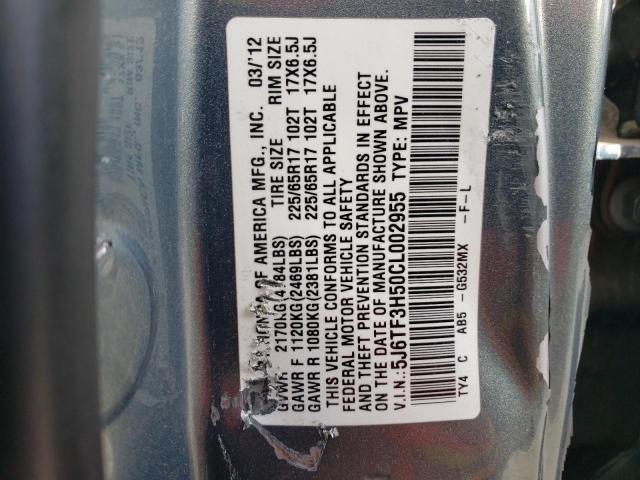 OF AMERICA MFG., INC. 03/'12
TIRE SIZE RIM SIZE
GVWR 2170KG(4784LBS)
GAWR F 1120KG(2469LBS) 225/65R17 102T 17X6.5J
GAWR R 1080KG(2381LBS) 225/65R17 102T 17X6.5J
THIS VEHICLE CONFORMS TO ALL APPLICABLE
FEDERAL MOTOR VEHICLE SAFETY
AND THEFT PREVENTION STANDARDS IN EFFECT
ON THE DATE OF MANUFACTURE SHOWN ABOVE.
V.I.N.:5J6TF3H50CL002955 TYPE: MPV
TY4 C AB5 -G532MX -F-L